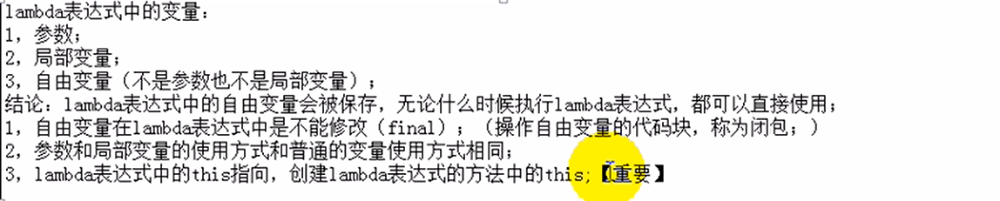 lambda表达式中的变量：
1，参数；
2，局部变量；
3，自由变量（不是参数也不是局部变量）；
结论：lambda表达式中的自由变量会被保存，无论什么时候执行lambda表达式，都可以直接使用；
1，自由变量在lambda表达式中是不能修改（final）；（操作自由变量的代码块，称为闭包；）
2，参数和局部变量的使用方式和普通的变量使用方式相同；
3，lambda表达式中的this指向，创建lambda表达式的方法中的this;【重要】